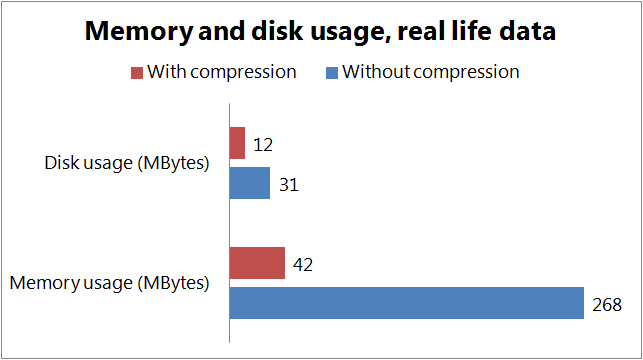 Memory and disk usage, real life data
With compression Without compression
Disk usage (MBytes) 12
31
Memory usage (MBytes) 42
268